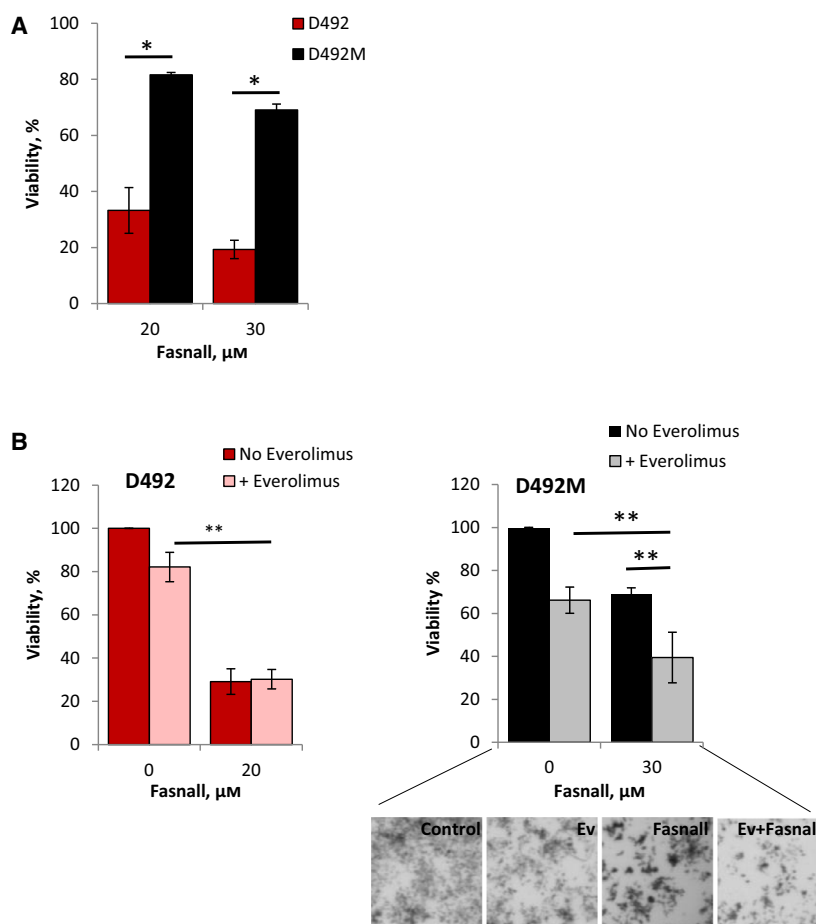 A
D492
D492M
100
80
60
40
20
0
Viability, %
*
*
20
30
Fasnall, µM
B
No Everolimus
+ Everolimus
D492
120
100
80
60
40
20
0
Viability, %
**
0
20
Fasnall, µM
No Everolimus
+ Everolimus
D492M
120
100
80
60
40
20
0
Viability %
**
**
0
30
Fasnall, µM
Control
Ev
Fasnall
Ev+Fasnal